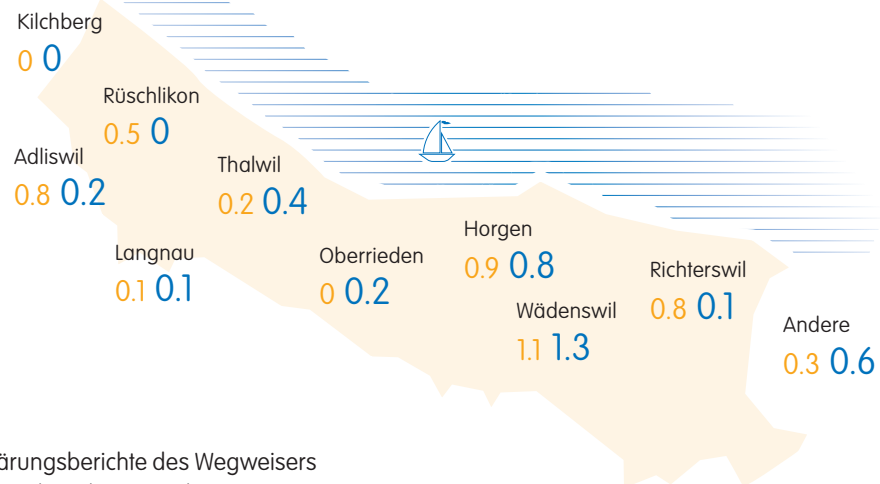 Kilchberg
0 0
Rüschlikon
0.5 0
Adliswil
0.8 0.2
Thalwil
0.2 0.4
Langnau
0.1 0.1
Oberrieden
0 0.2
Horgen
0.9 0.8
Richterswil
0.8 0.1
Wädenswil
1.1 1.3
Andere
0.3 0.6
ärungsberichte des Wegweisers